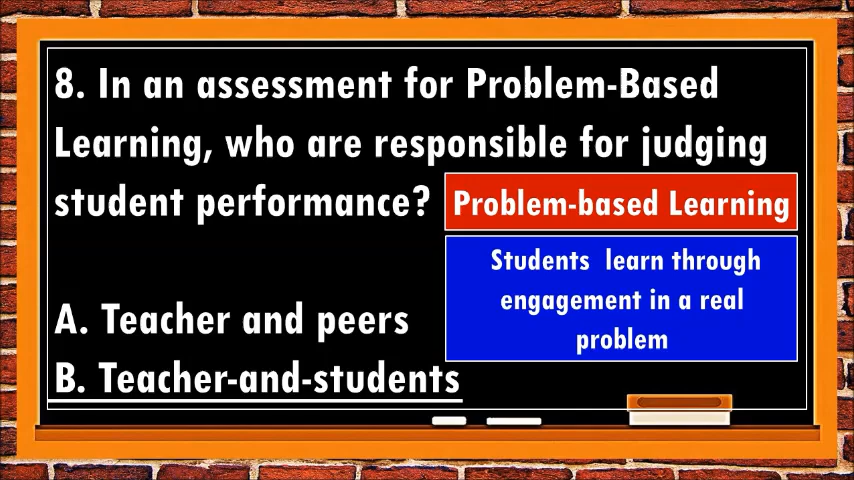 8. In an assessment for Problem-Based
Learning, who are responsible for judging
student performance?
Problem-based Learning
Students learn through
engagement in a real
problem
A. Teacher and peers
B. Teacher-and-students